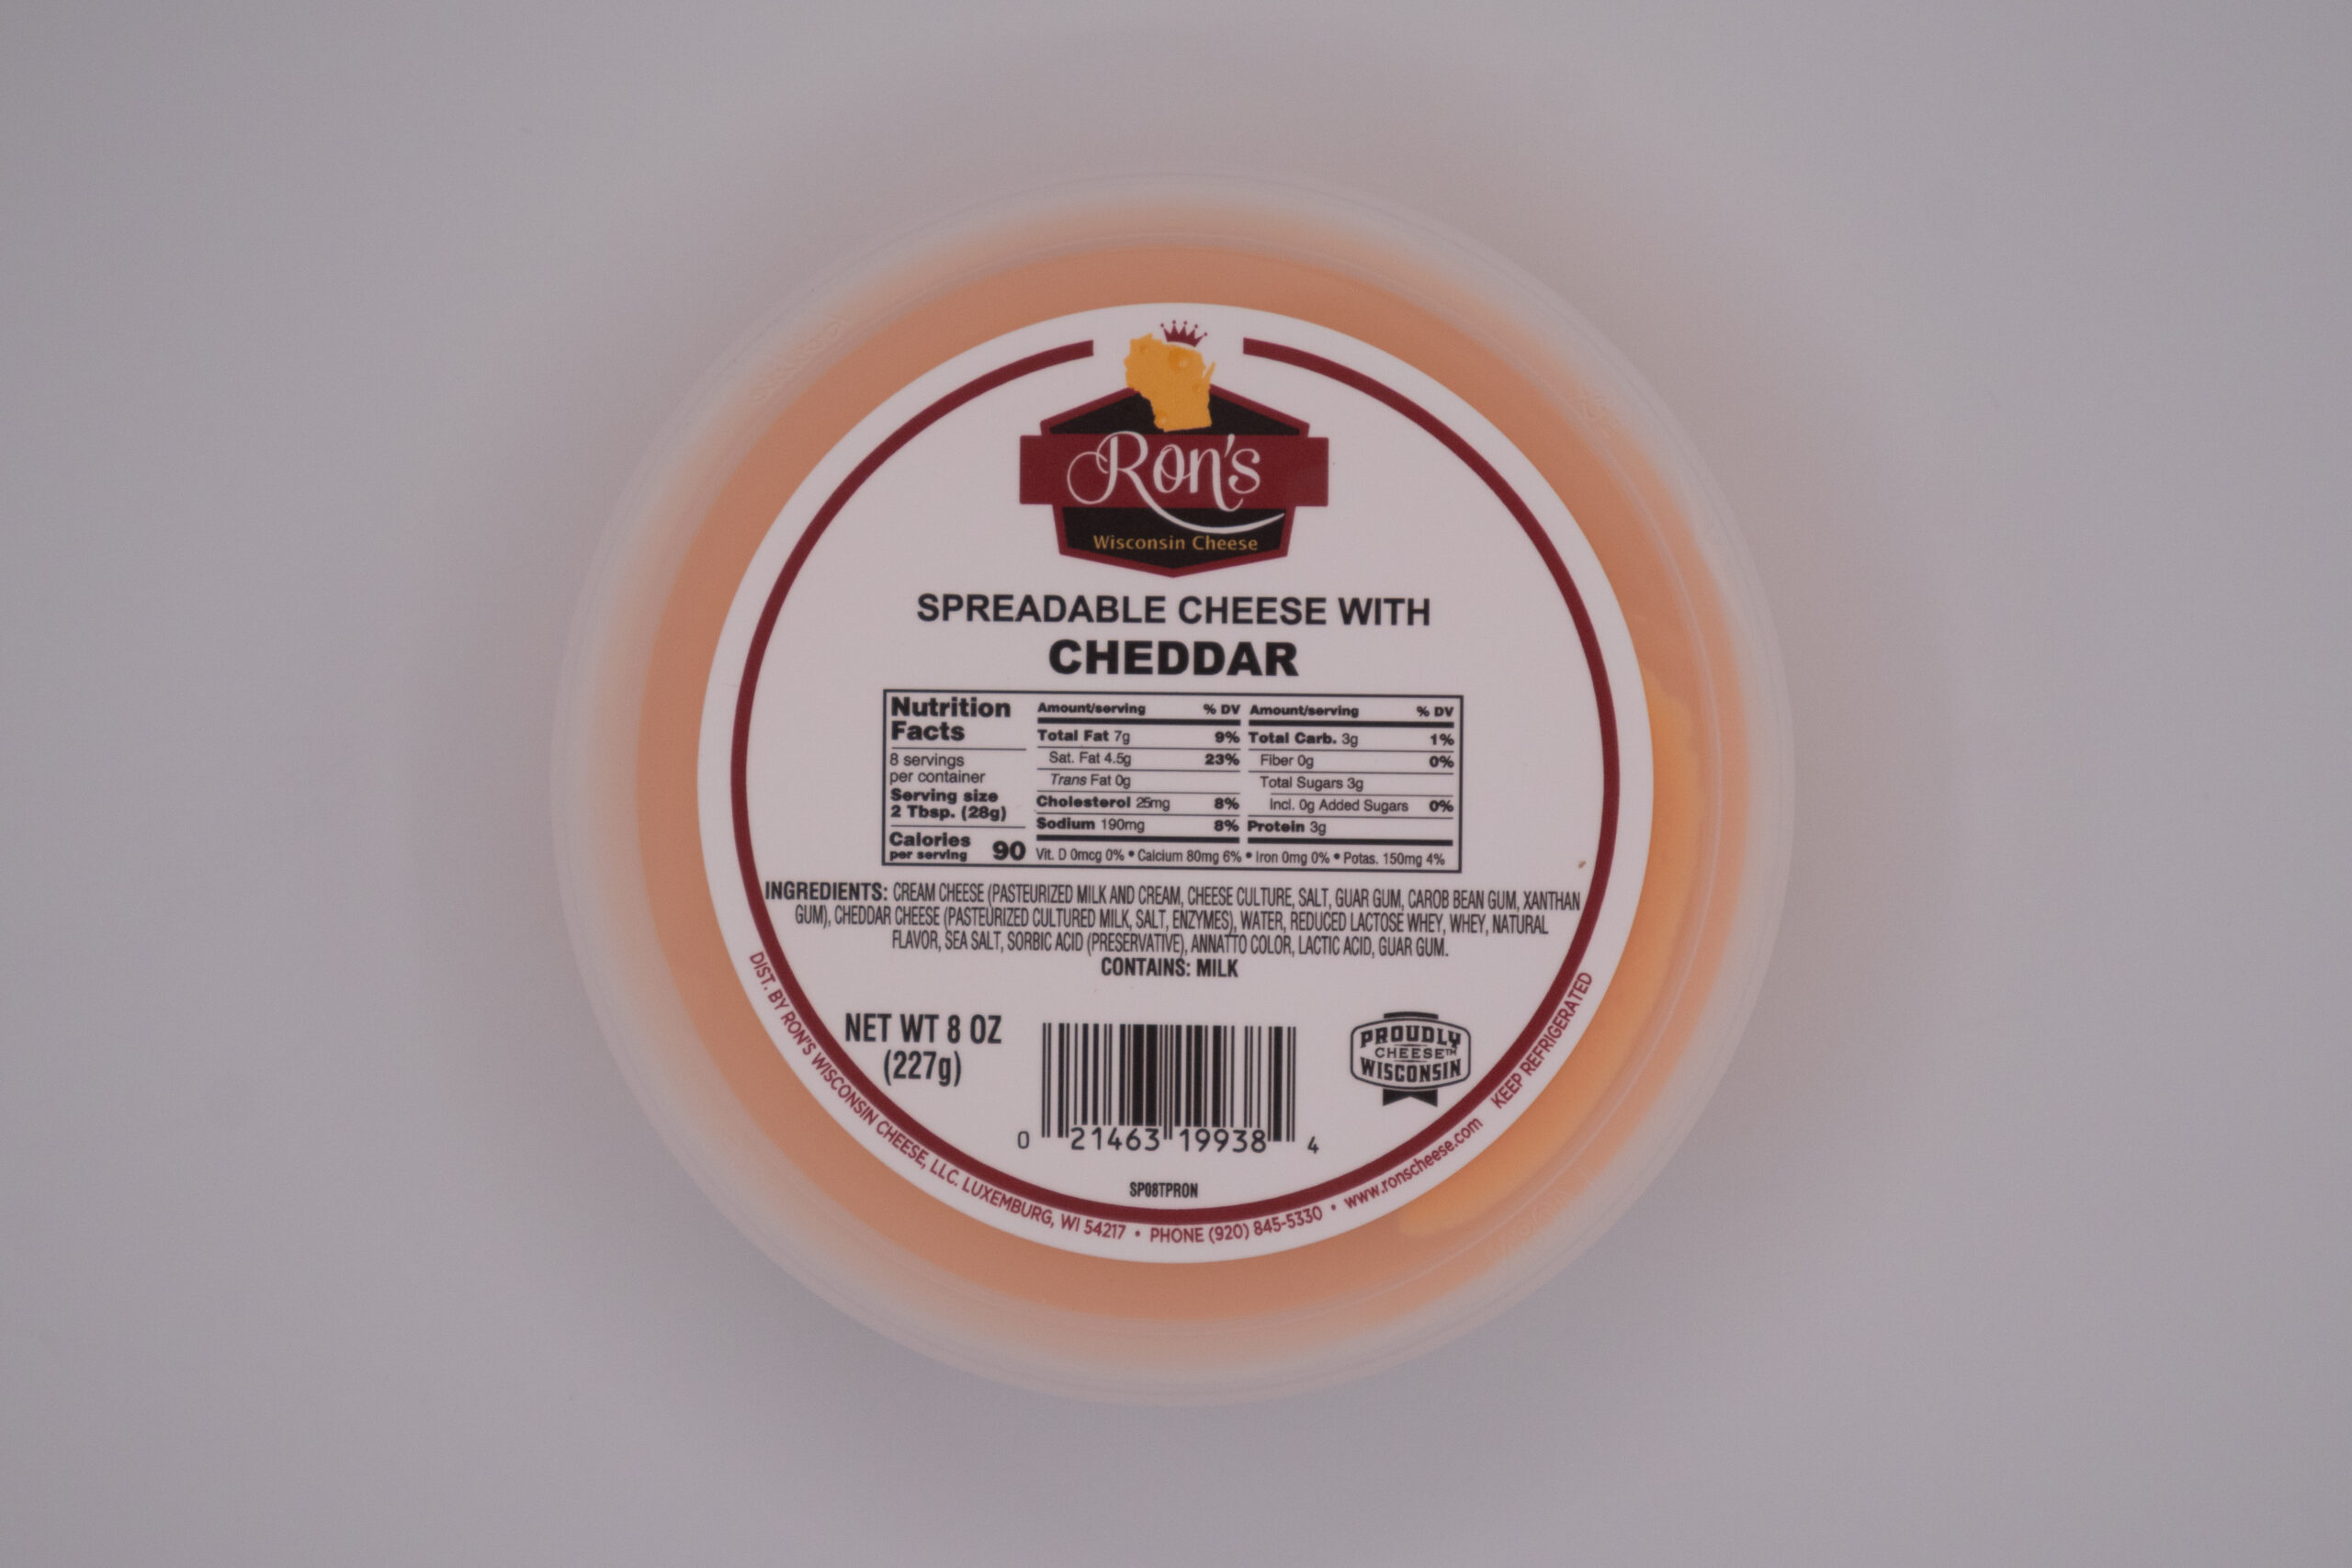 Ron's
Wisconsin Cheese
SPREADABLE CHEESE WITH
CHEDDAR
Nutrition
Facts
8 servings
per container
Serving size
2 Tbsp. (28g)
Calories
per serving 90
Amount/serving % DV
Total Fat 7g 9%
Sat. Fat 4.5g 23%
Trans Fat 0g
Cholesterol 25mg 8%
Sodium 190mg 8%
Amount/serving % DV
Total Carb. 3g 1%
Fiber 0g 0%
Total Sugars 3g
Incl. 0g Added Sugars 0%
Protein 3g
Vit. D 0mcg 0% • Calcium 80mg 6% • Iron 0mg 0% • Potas. 150mg 4%
INGREDIENTS: CREAM CHEESE (PASTEURIZED MILK AND CREAM, CHEESE CULTURE, SALT, GUAR GUM, CAROB BEAN GUM, XANTHAN
GUM), CHEDDAR CHEESE (PASTEURIZED CULTURED MILK, SALT, ENZYMES), WATER, REDUCED LACTOSE WHEY, WHEY, NATURAL
FLAVOR, SEA SALT, SORBIC ACID (PRESERVATIVE), ANNATTO COLOR, LACTIC ACID, GUAR GUM.
CONTAINS: MILK
NET WT 8 OZ
(227g)
0 21463 19938 4
PROUDLY
CHEESE™
WISCONSIN
SP08TPRON
DIST. BY RON'S WISCONSIN CHEESE, LLC. LUXEMBURG, WI 54217 • PHONE (920) 845-5330 • www.ronscheese.com KEEP REFRIGERATED